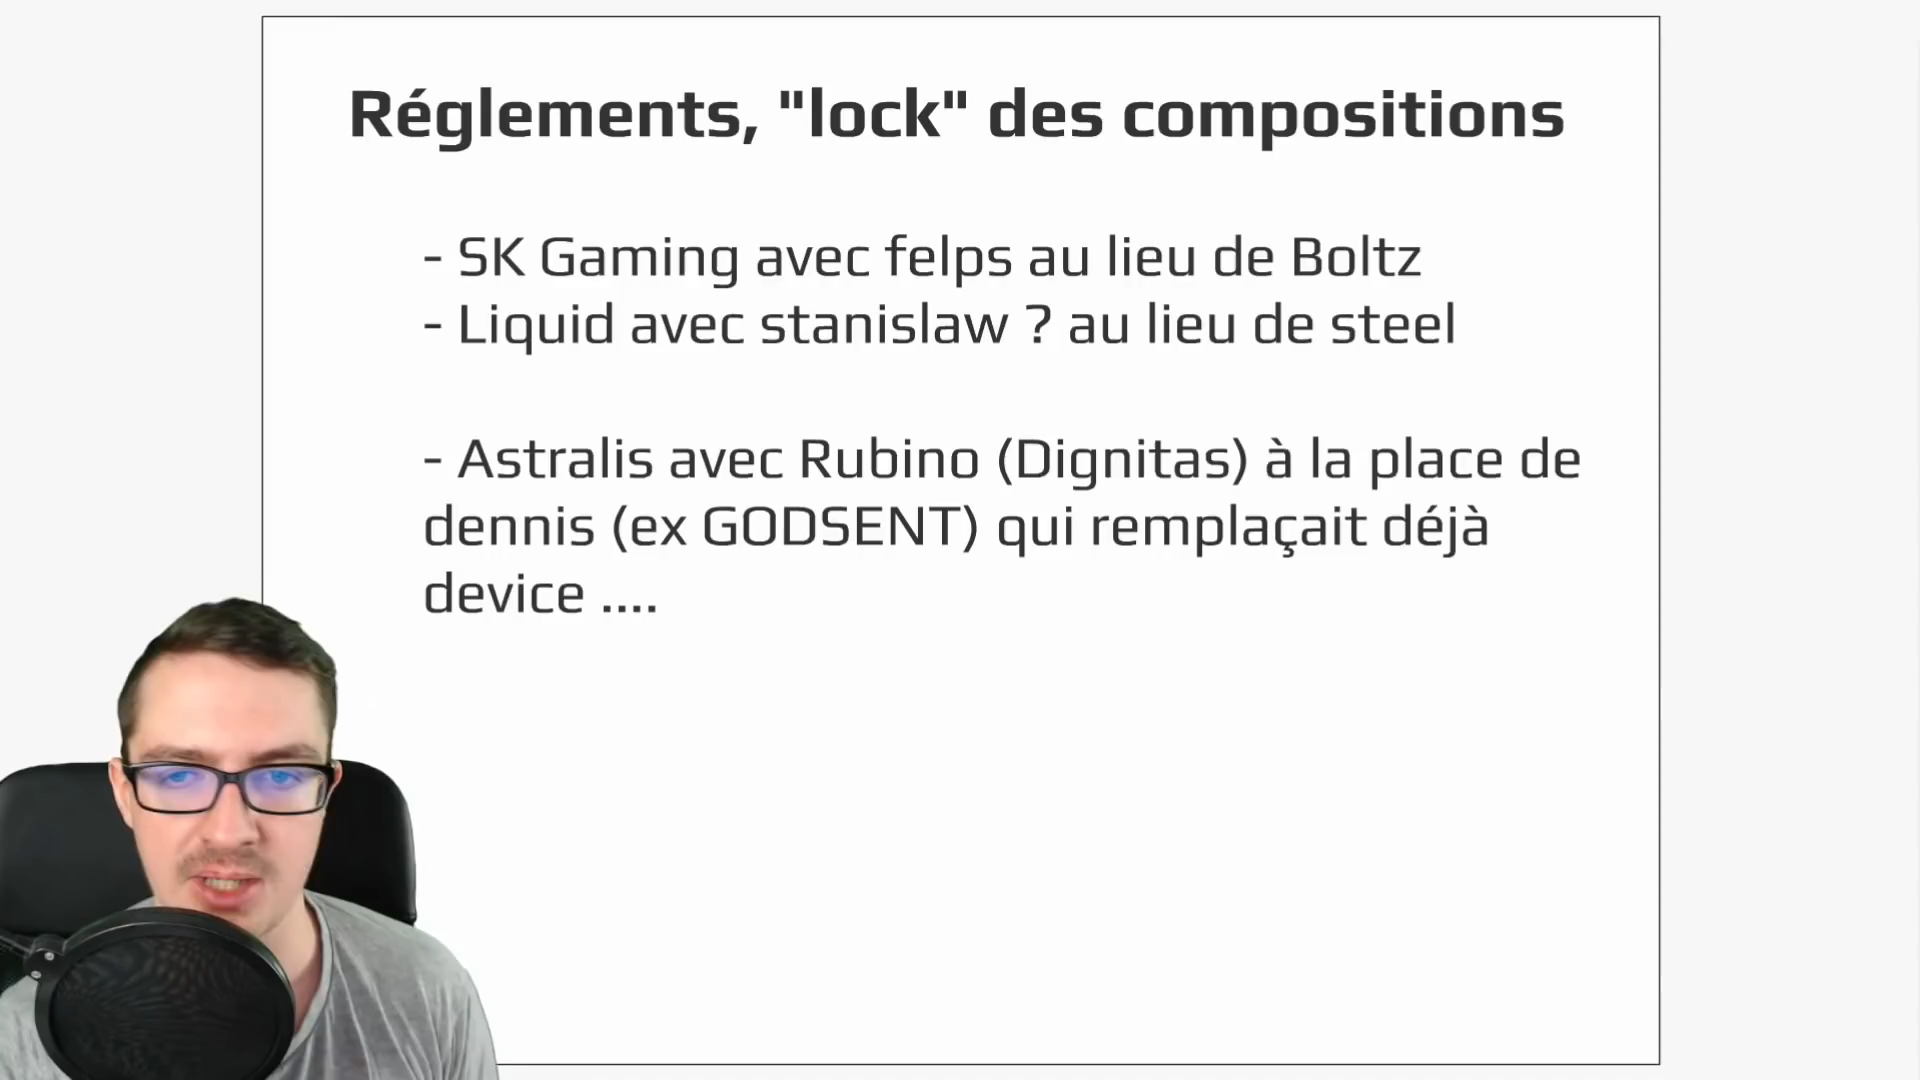 Réglements, "lock" des compositions
- SK Gaming avec felps au lieu de Boltz
- Liquid avec stanislaw ? au lieu de steel
- Astralis avec Rubino (Dignitas) à la place de
dennis (ex GODSENT) qui remplaçait déjà
device ....